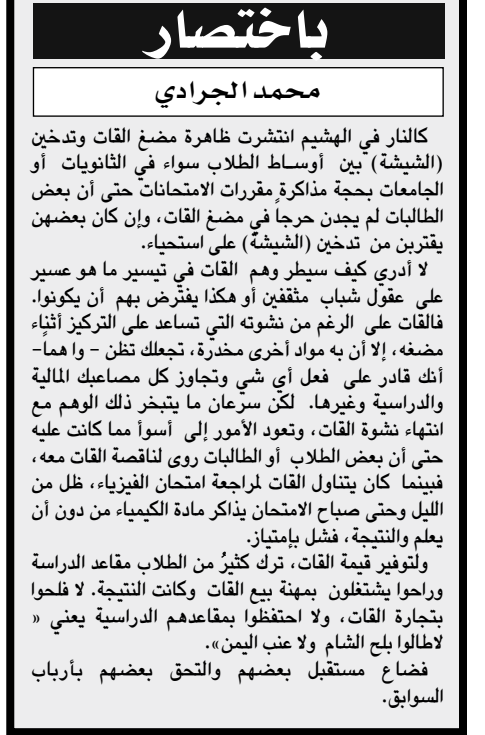 باختصار
محمد الجرادي
كالنار في الهشيم انتشرت ظاهرة مضغ القات وتدخين
(الشيشة) بين أوساط الطلاب سواء في الثانويات أو
الجامعات بحجة مذاكرة مقررات الامتحانات حتى أن بعض
الطالبات لم يجدن حرجاً في مضغ القات، وإن كان بعضهن
يقتربن من تدخين (الشيشة) على استحياء.
لا أدري كيف سيطر وهم القات في تيسير ما هو عسير
على عقول شباب مثقفين أو هكذا يفترض بهم أن يكونوا.
فالقات على الرغم من نشوته التي تساعد على التركيز أثناء
مضغه، إلا أن به مواد أخرى مخدرة، تجعلك تظن - واهما-
أنك قادر على فعل أي شي وتجاوز كل مصاعبك المالية
والدراسية وغيرها. لكن سرعان ما يتبخر ذلك الوهم مع
انتهاء نشوة القات، وتعود الأمور إلى أسوأ مما كانت عليه
حتى أن بعض الطلاب أو الطالبات روى لناقصة القات معه،
فبينما كان يتناول القات لمراجعة امتحان الفيزياء، ظل من
الليل وحتى صباح الامتحان يذاكر مادة الكيمياء من دون أن
يعلم والنتيجة، فشل بإمتياز.
ولتوفير قيمة القات، ترك كثيرُ من الطلاب مقاعد الدراسة
وراحوا يشتغلون بمهنة بيع القات وكانت النتيجة. لا فلحوا
بتجارة القات، ولا احتفظوا بمقاعدهم الدراسية يعني «
لاطالوا بلح الشام ولا عنب اليمن».
فضاع مستقبل بعضهم والتحق بعضهم بأرباب
السوابق.